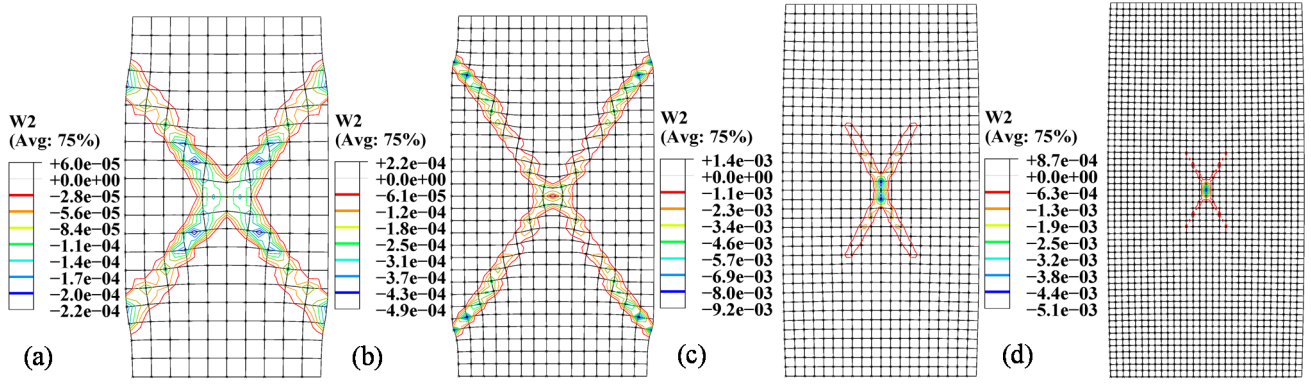 W2
(Avg: 75%)
+6.0e−05
+0.0e+00
−2.8e−05
−5.6e−05
−8.4e−05
−1.1e−04
−1.4e−04
−1.7e−04
−2.0e−04
−2.2e−04
(a)
W2
(Avg: 75%)
+2.2e−04
+0.0e+00
−6.1e−05
−1.2e−04
−1.8e−04
−2.5e−04
−3.1e−04
−3.7e−04
−4.3e−04
−4.9e−04
(b)
W2
(Avg: 75%)
+1.4e−03
+0.0e+00
−1.1e−03
−2.3e−03
−3.4e−03
−4.6e−03
−5.7e−03
−6.9e−03
−8.0e−03
−9.2e−03
(c)
W2
(Avg: 75%)
+8.7e−04
+0.0e+00
−6.3e−04
−1.3e−03
−1.9e−03
−2.5e−03
−3.2e−03
−3.8e−03
−4.4e−03
−5.1e−03
(d)